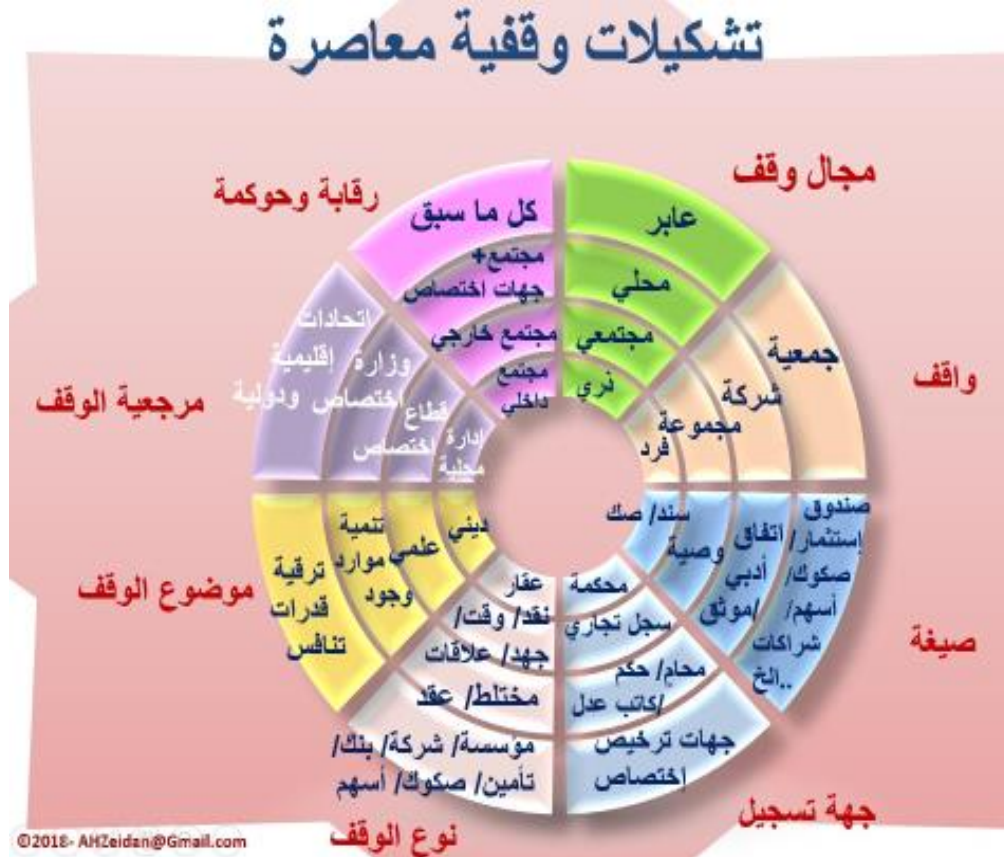 تشكيلات وقفية معاصرة
مجال وقف
عابر
محلي
مجتمعي
ذري
واقف
جمعية
شركة
مجموعة
فرد
صيغة
صندوق
إستثمار/
صكوك/
أسهم/
شراكات
..الخ
اتفاق
أدبي
/موثق
وصية
سند/ صك
جهة تسجيل
محكمة
سجل تجاري
محام/ حكم
/كاتب عدل
جهات ترخيص
إختصاص
نوع الوقف
عقار
نقد/ وقت/
جهد/ علاقات
مختلط/ عقد
مؤسسة/ شركة/ بنك/
تأمين/ صكوك/ أسهم
موضوع الوقف
ديني
علمي
تنمية
موارد
وجود
ترقية
قدرات
تنافس
مرجعية الوقف
إدارة
محلية
قطاع
اختصاص
وزارة
اختصاص
اتحادات
إقليمية
ودولية
رقابة وحوكمة
كل ما سبق
مجتمع+
جهات اختصاص
مجتمع خارجي
مجتمع
داخلي
©2018- AHZeidan@Gmail.com